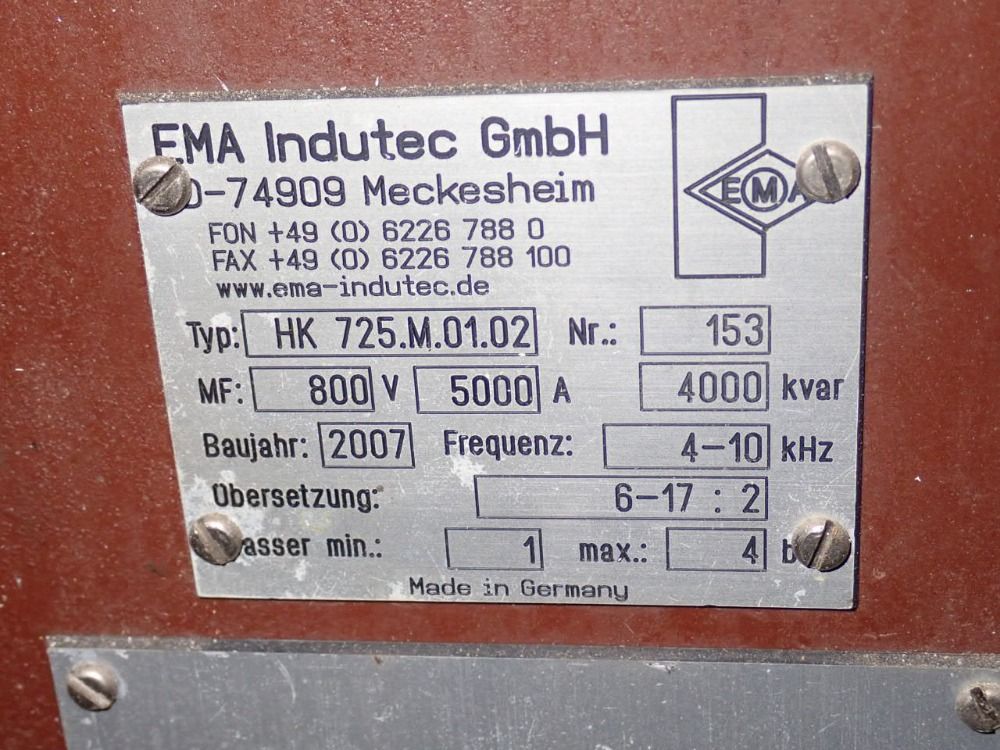 EMA Indutec GmbH
D-74909 Meckesheim
FON +49 (0) 6226 788 0
FAX +49 (0) 6226 788 100
www.ema-indutec.de
EMA
Typ: HK 725.M.01.02 Nr.: 153
MF: 800 V 5000 A 4000 kvar
Baujahr: 2007 Frequenz: 4-10 kHz
Übersetzung: 6-17 : 2
Wasser min.: 1 max.: 4
Made in Germany